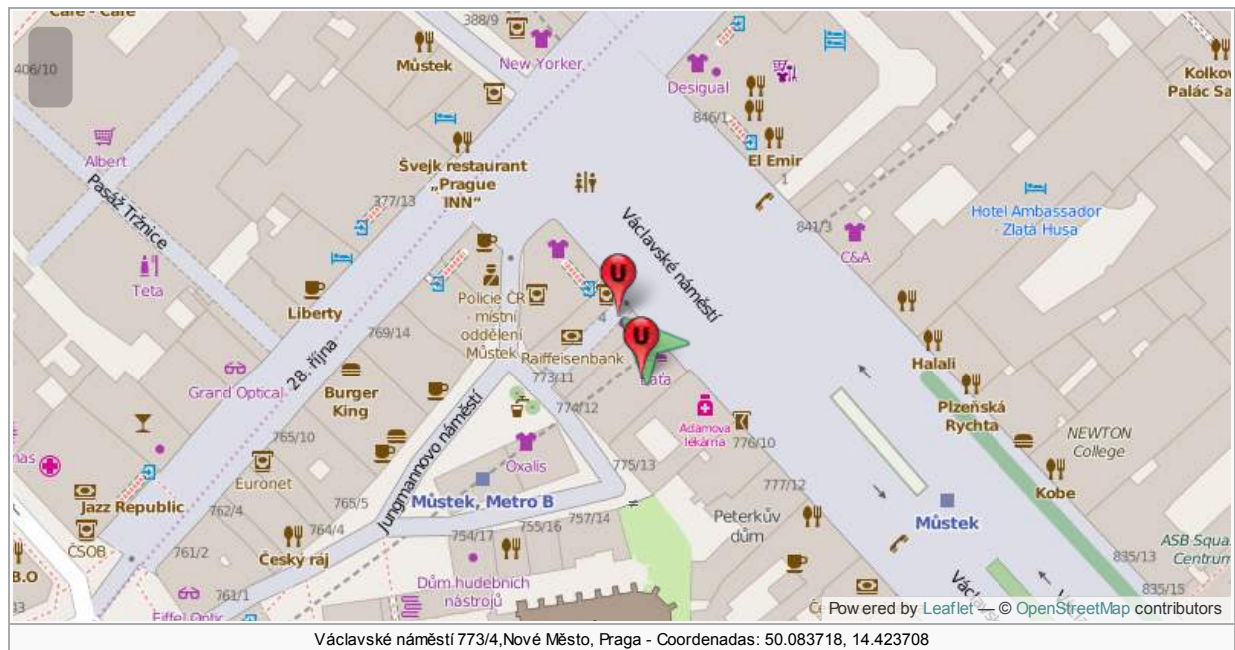 Café - Café
388/9
New Yorker
Můstek
406/10
Desigual
Kolkov
Palác Sa
846/1
Albert
Švejk restaurant
„Prague
INN“
El Emir
1
Pasáž Tržnice
377/13
Václavské náměstí
841/3
Hotel Ambassador
- Zlatá Husa
C&A
Teta
Liberty
Policie ČR
- místní
oddělení
Můstek
U
4
769/14
28. října
Raiffeisenbank
U
Baťa
Halali
Grand Optical
Burger
King
773/11
774/12
Adamova
lékárna
776/10
Plzeňská
Rychta
NEWTON
College
765/10
Jungmannovo náměstí
Oxalis
775/13
Euronet
Můstek, Metro B
777/12
Kobe
Jazz Republic
762/4
765/5
764/4
754/17
755/16
757/14
Peterkův
dům
Můstek
ČSOB
761/2
Český ráj
ASB Squa
Centrum
835/13
B.O
761/1
Dům hudebních
nástrojů
835/15
43
Eiffel Optic
Václ
Powered by Leaflet — © OpenStreetMap contributors
Václavské náměstí 773/4,Nové Město, Praga - Coordenadas: 50.083718, 14.423708